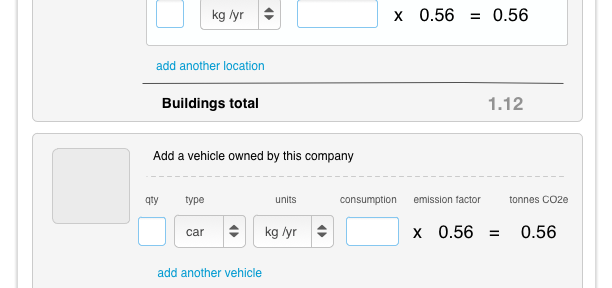 kg /yr x 0.56 = 0.56
add another location
Buildings total 1.12
Add a vehicle owned by this company
qty type units consumption emission factor tonnes CO2e
car kg /yr x 0.56 = 0.56
add another vehicle